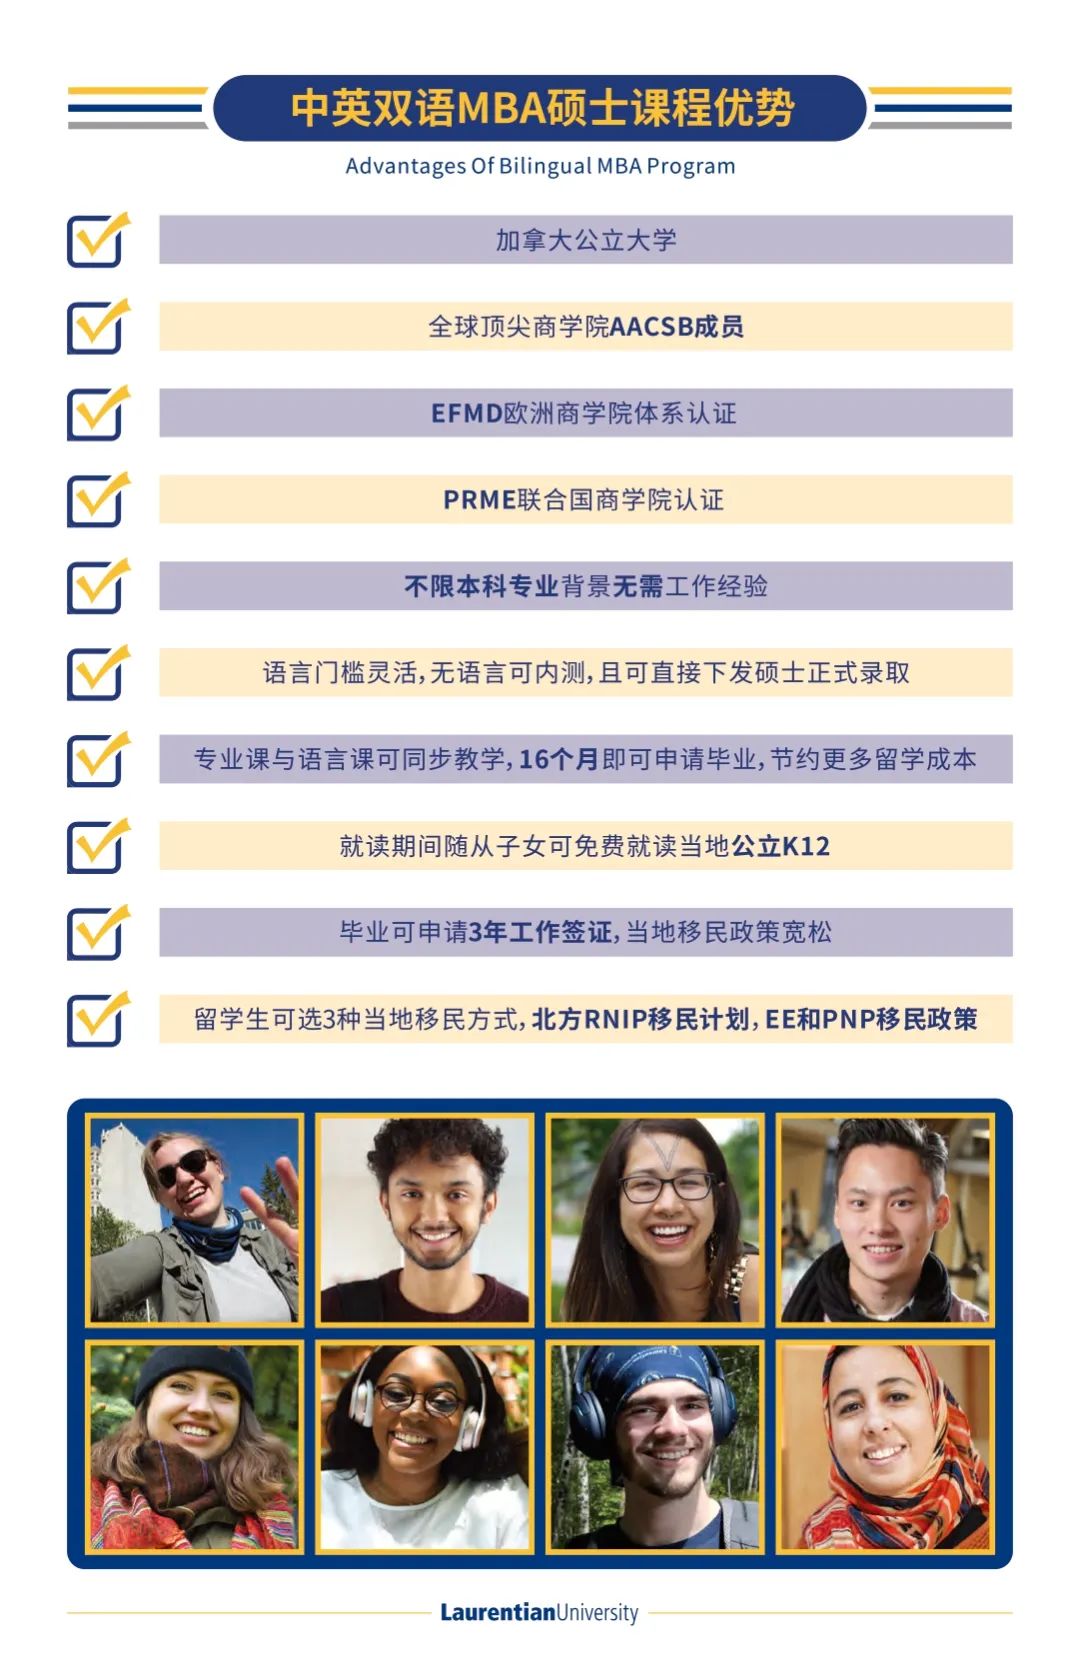 中英双语MBA硕士课程优势
Advantages Of Bilingual MBA Program
加拿大公立大学
全球顶尖商学院AACSB成员
EFMD欧洲商学院体系认证
PRME联合国商学院认证
不限本科专业背景无需工作经验
语言门槛灵活,无语言可内测,且可直接下发硕士正式录取
专业课与语言课可同步教学,16个月即可申请毕业,节约更多留学成本
就读期间随从子女可免费就读当地公立K12
毕业可申请3年工作签证,当地移民政策宽松
留学生可选3种当地移民方式,北方RNIP移民计划,EE和PNP移民政策
LaurentianUniversity